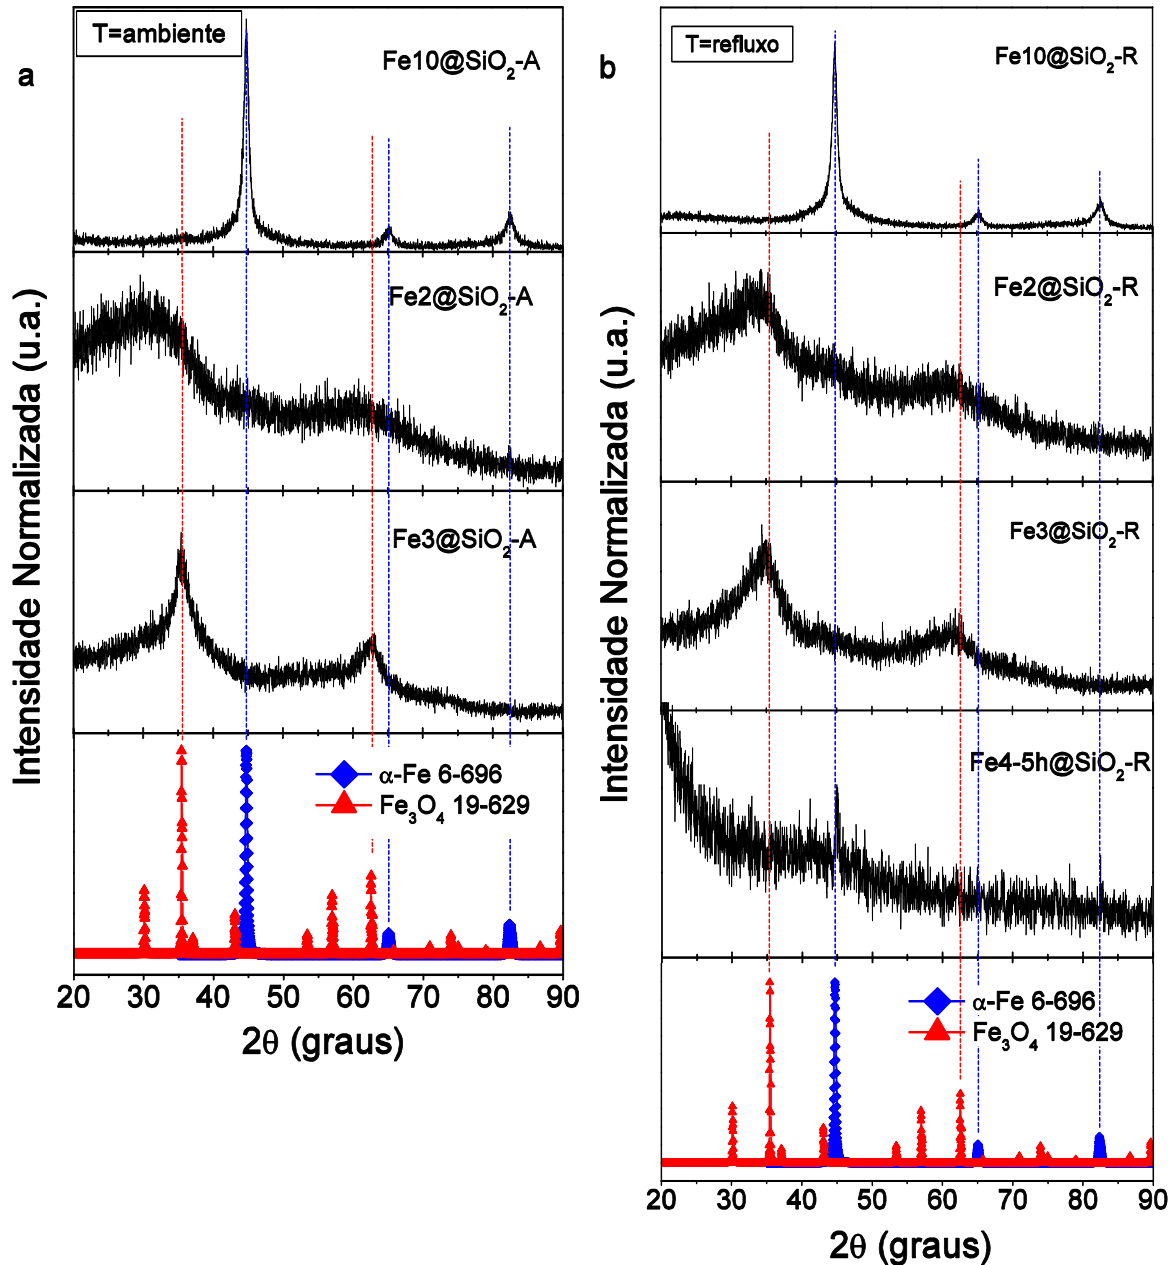 a
T=ambiente
Fe10@SiO₂-A
Fe2@SiO₂-A
Fe3@SiO₂-A
α-Fe 6-696
Fe₃O₄ 19-629
20 30 40 50 60 70 80 90
2θ (graus)
Intensidade Normalizada (u.a.)
b
T=refluxo
Fe10@SiO₂-R
Fe2@SiO₂-R
Fe3@SiO₂-R
Fe4-5h@SiO₂-R
α-Fe 6-696
Fe₃O₄ 19-629
20 30 40 50 60 70 80 90
2θ (graus)
Intensidade Normalizada (u.a.)